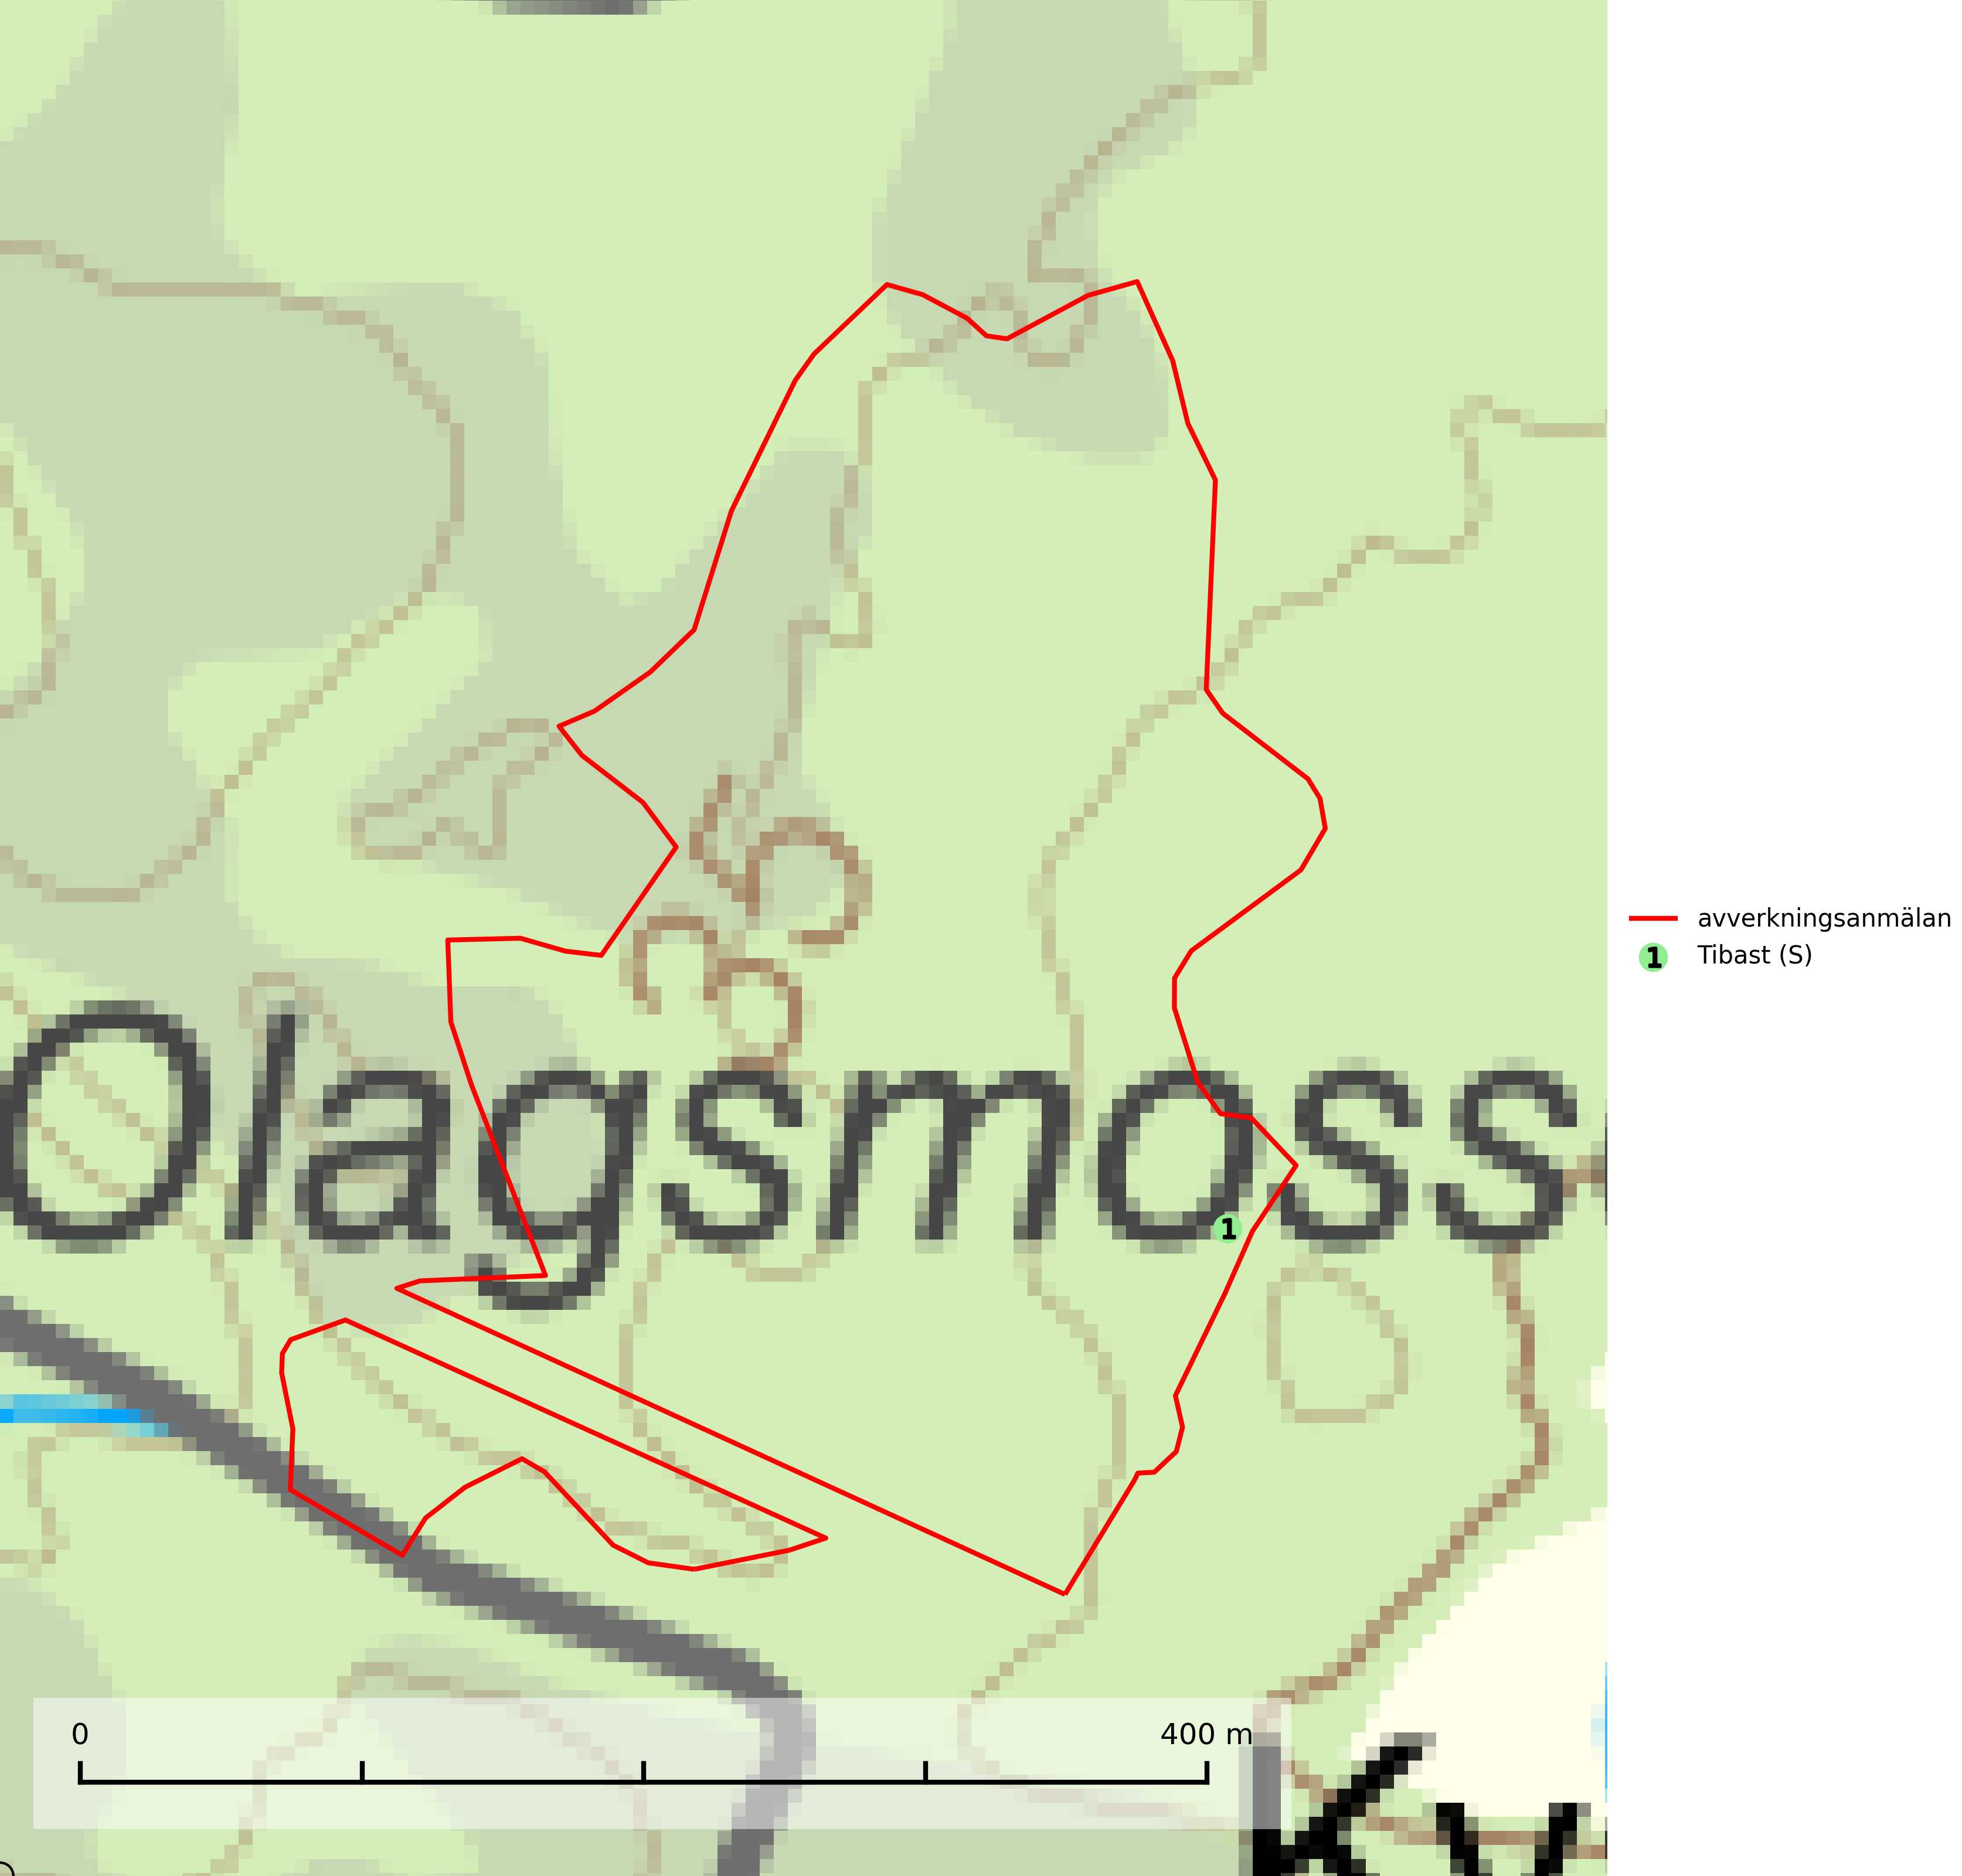 avverkningsanmälan
1 Tibast (S)
Olagsmoss
1
0 400 m